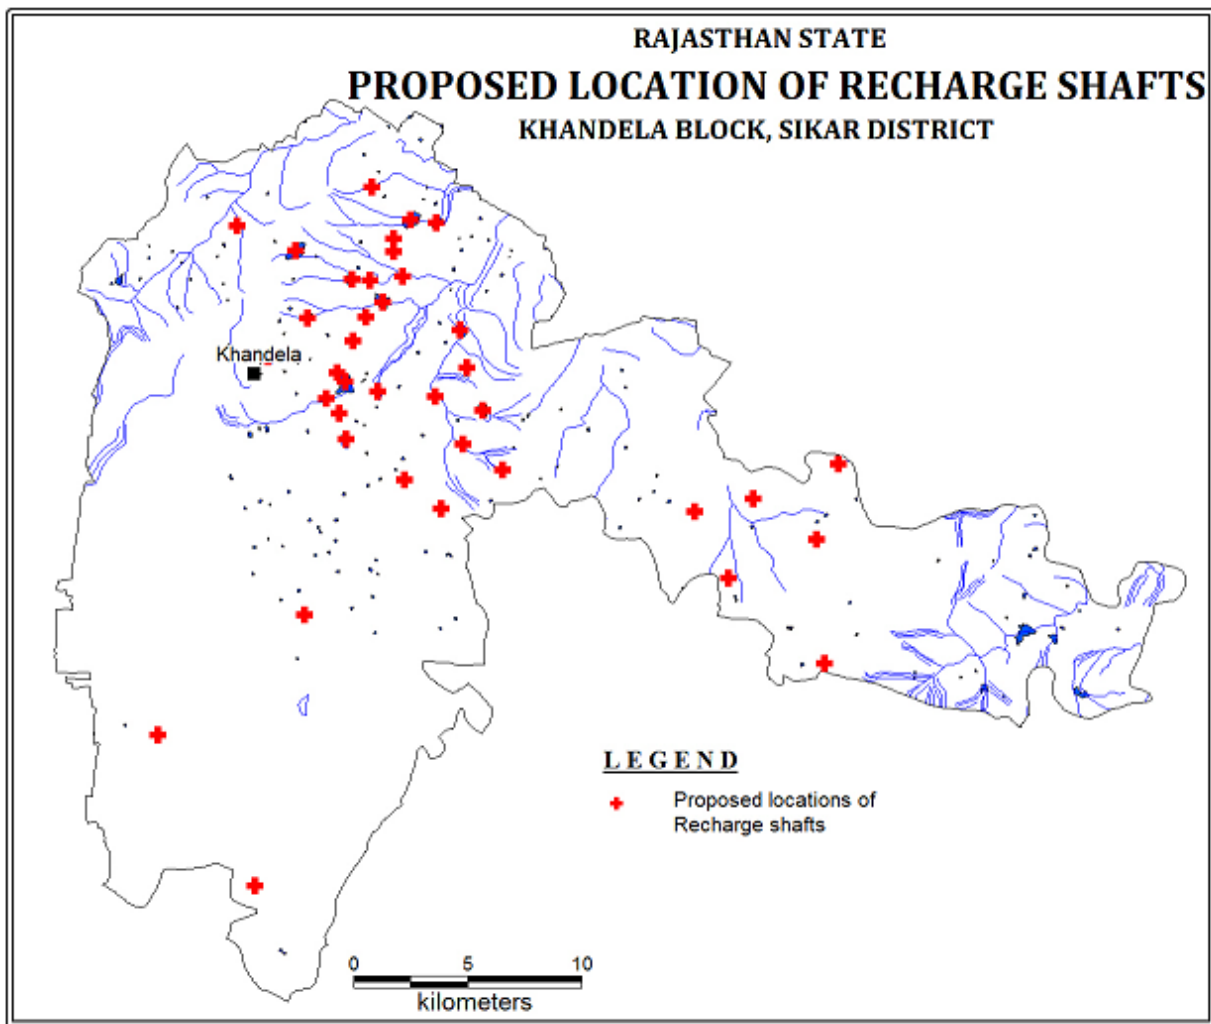 RAJASTHAN STATE
PROPOSED LOCATION OF RECHARGE SHAFTS
KHANDELA BLOCK, SIKAR DISTRICT
Khandela
LEGEND
Proposed locations of
Recharge shafts
0 5 10
kilometers